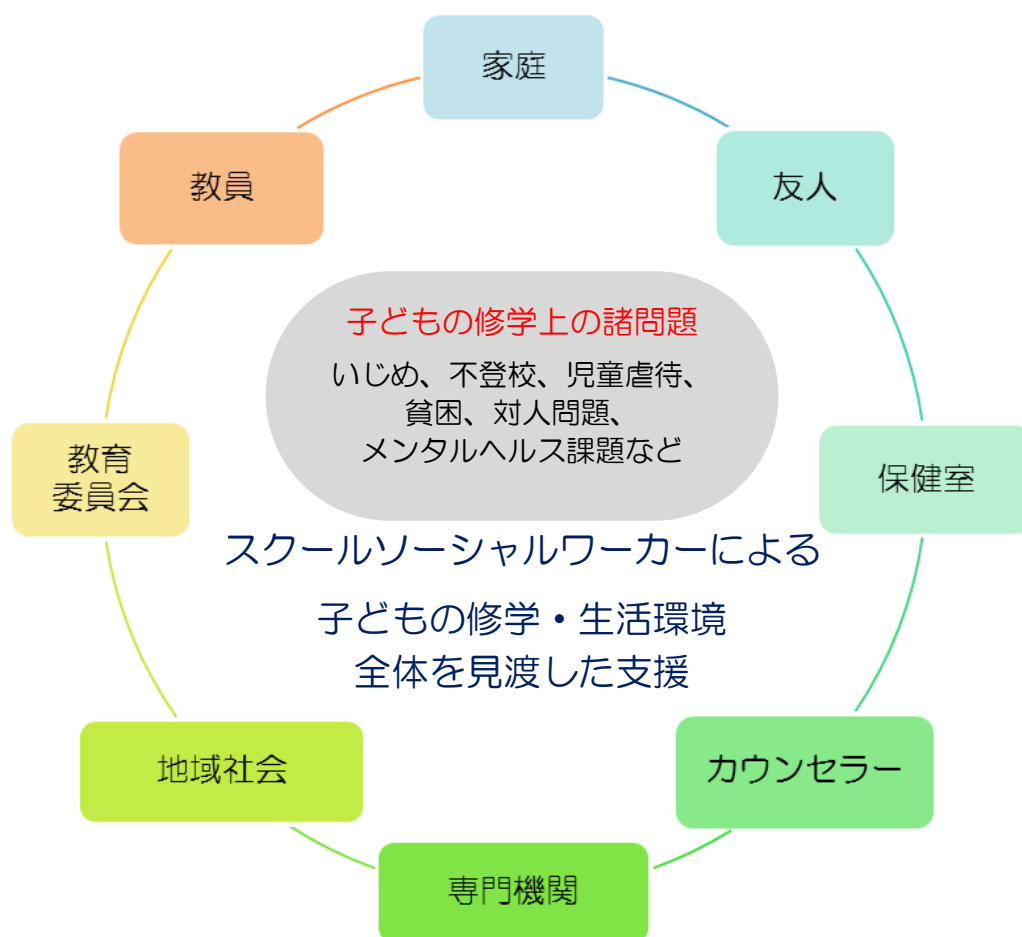 家庭
友人
保健室
カウンセラー
専門機関
地域社会
教育
委員会
教員
子どもの修学上の諸問題
いじめ、不登校、児童虐待、
貧困、対人問題、
メンタルヘルス課題など
スクールソーシャルワーカーによる
子どもの修学・生活環境
全体を見渡した支援